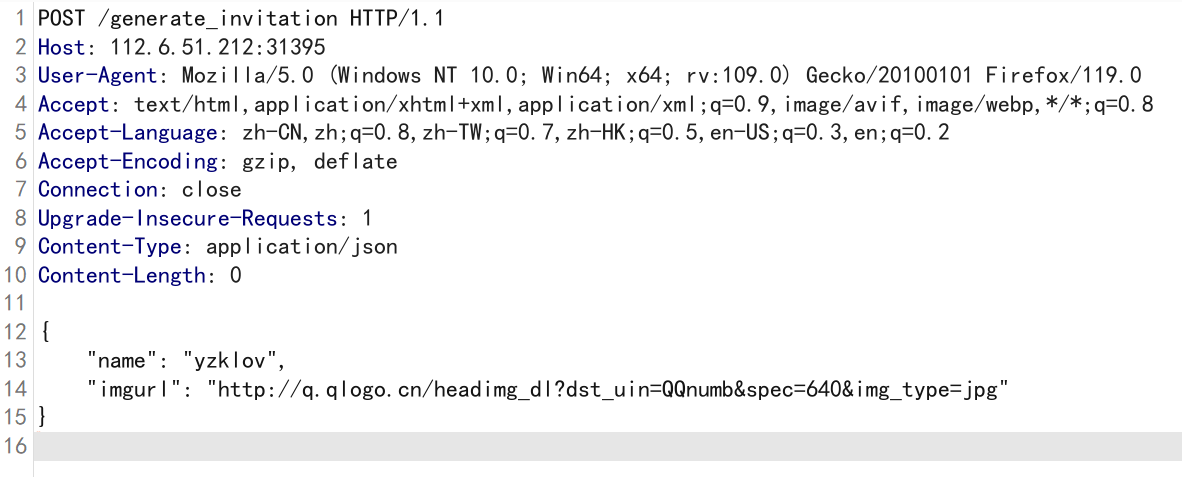 1 POST /generate_invitation HTTP/1.1
2 Host: 112.6.51.212:31395
3 User-Agent: Mozilla/5.0 (Windows NT 10.0; Win64; x64; rv:109.0) Gecko/20100101 Firefox/119.0
4 Accept: text/html,application/xhtml+xml,application/xml;q=0.9,image/avif,image/webp,*/*;q=0.8
5 Accept-Language: zh-CN,zh;q=0.8,zh-TW;q=0.7,zh-HK;q=0.5,en-US;q=0.3,en;q=0.2
6 Accept-Encoding: gzip, deflate
7 Connection: close
8 Upgrade-Insecure-Requests: 1
9 Content-Type: application/json
10 Content-Length: 0
11
12 {
13     "name": "yzklov",
14     "imgurl": "http://q.qlogo.cn/headimg_dl?dst_uin=QQnumb&spec=640&img_type=jpg"
15 }
16